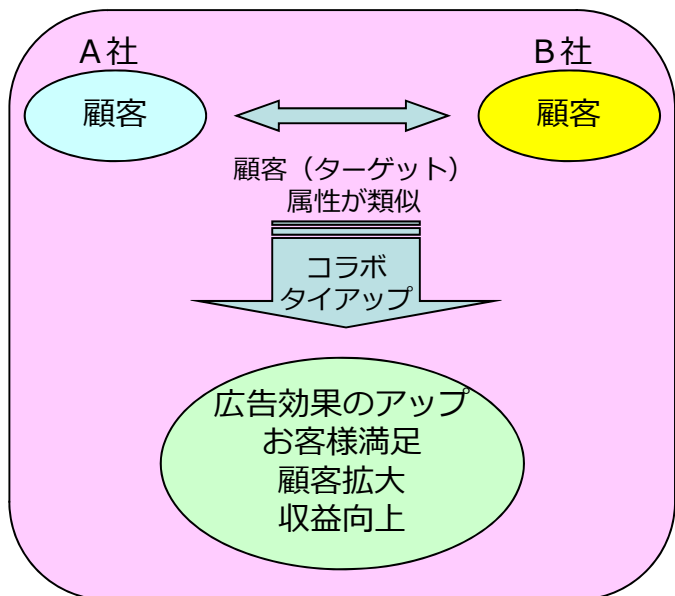 A社
B社
顧客
顧客
顧客（ターゲット）
属性が類似
コラボ
タイアップ
広告効果のアップ
お客様満足
顧客拡大
収益向上